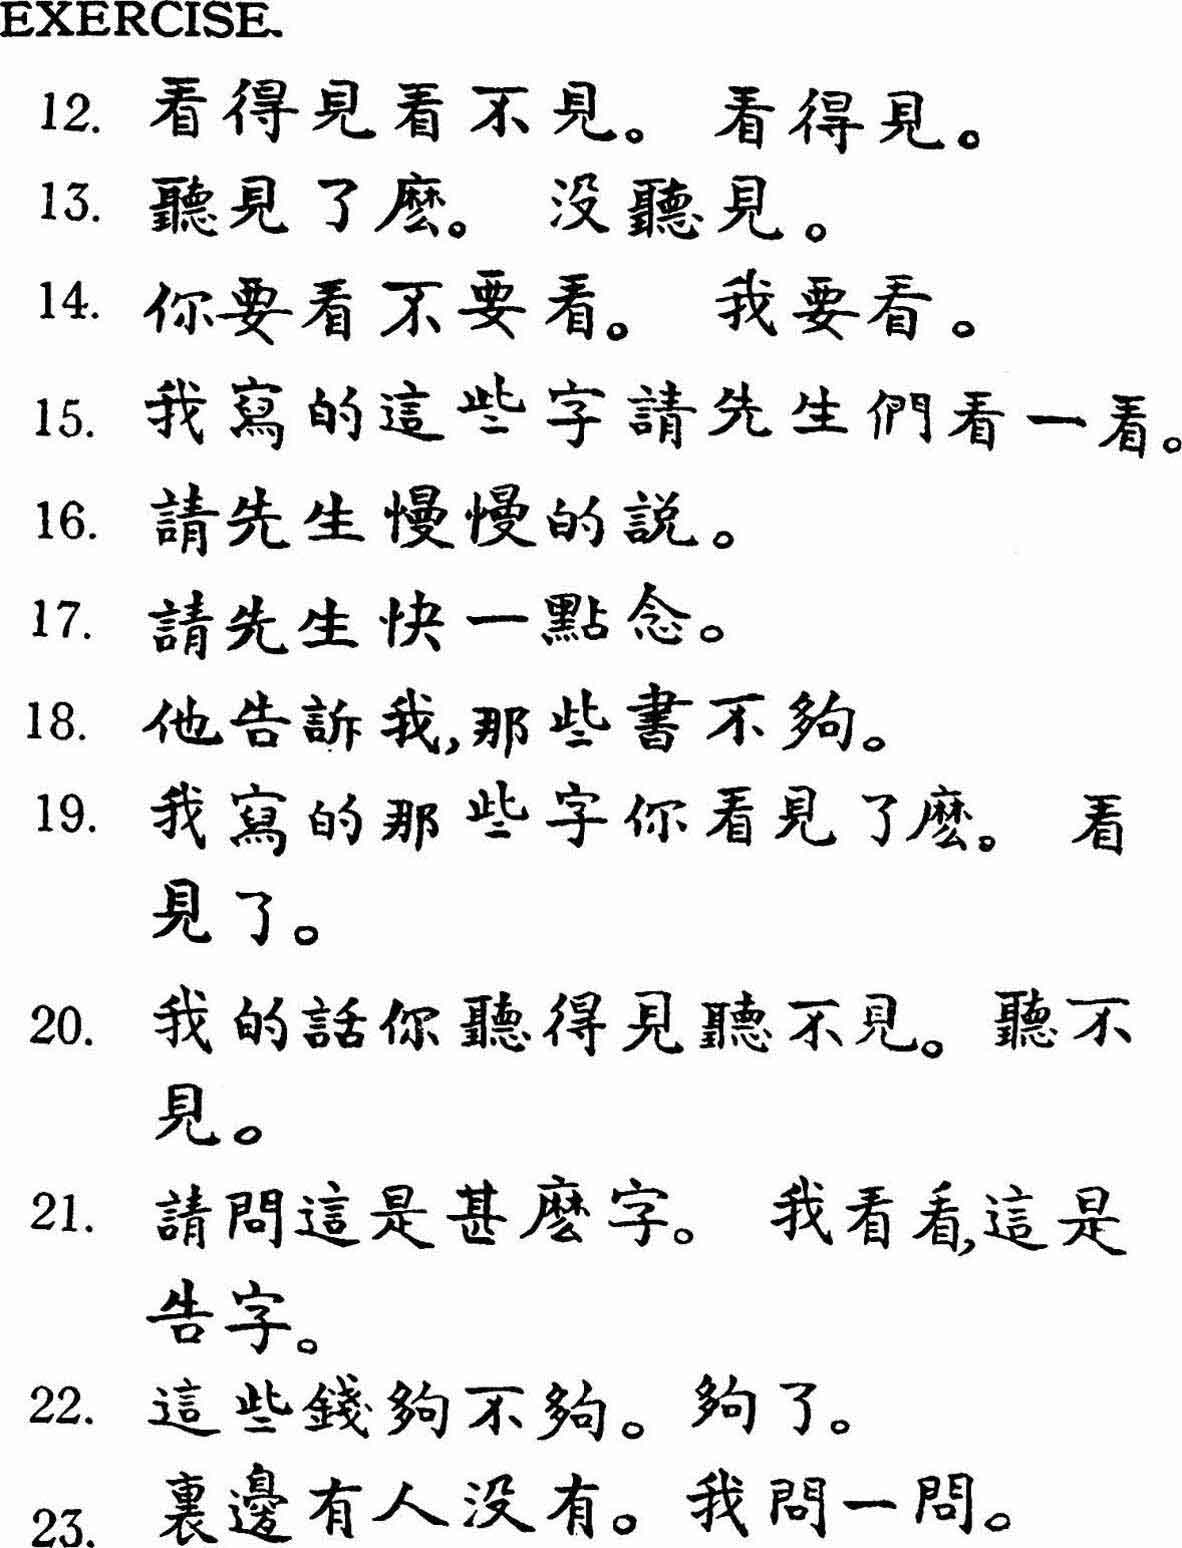 EXERCISE.
12. 看得見看不見。 看得見。
13. 聽見了麽。 没聽見。
14. 你要看不要看。 我要看。
15. 我寫的這些字請先生們看一看。
16. 請先生慢慢的説。
17. 請先生快一點念。
18. 他告訴我,那些書不夠。
19. 我寫的那些字你看見了麽。 看
見了。
20. 我的話你聽得見聽不見。 聽不
見。
21. 請問這是甚麽字。 我看看,這是
告字。
22. 這些錢夠不夠。 夠了。
23. 裏邊有人没有。 我問一問。